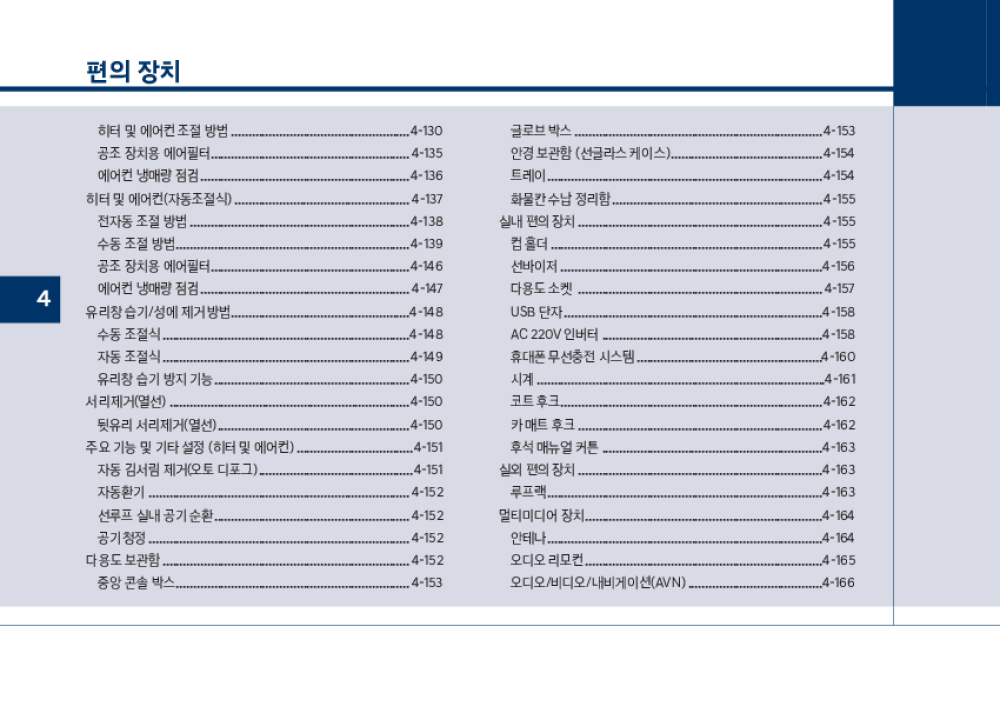 편의 장치
히터 및 에어컨 조절 방법 4-130
공조 장치용 에어필터 4-135
에어컨 냉매량 점검 4-136
히터 및 에어컨(자동조절식) 4-137
전자동 조절 방법 4-138
수동 조절 방법 4-139
공조 장치용 에어필터 4-146
에어컨 냉매량 점검 4-147
유리창 습기/성에 제거 방법 4-148
수동 조절식 4-148
자동 조절식 4-149
유리창 습기 방지 기능 4-150
서리제거(열선) 4-150
뒷유리 서리제거(열선) 4-150
주요 기능 및 기타 설정 (히터 및 에어컨) 4-151
자동 김서림 제거(오토 디포그) 4-151
자동환기 4-152
선루프 실내 공기 순환 4-152
공기 청정 4-152
다용도 보관함 4-152
중앙 콘솔 박스 4-153
글로브 박스 4-153
안경 보관함 (선글라스 케이스) 4-154
트레이 4-154
화물칸 수납 정리함 4-155
실내 편의 장치 4-155
컵 홀더 4-155
선바이저 4-156
다용도 소켓 4-157
USB 단자 4-158
AC 220V 인버터 4-158
휴대폰 무선충전 시스템 4-160
시계 4-161
코트 후크 4-162
카 매트 후크 4-162
후석 매뉴얼 커튼 4-163
실외 편의 장치 4-163
루프랙 4-163
멀티미디어 장치 4-164
안테나 4-164
오디오 리모컨 4-165
오디오/비디오/내비게이션(AVN) 4-166
4